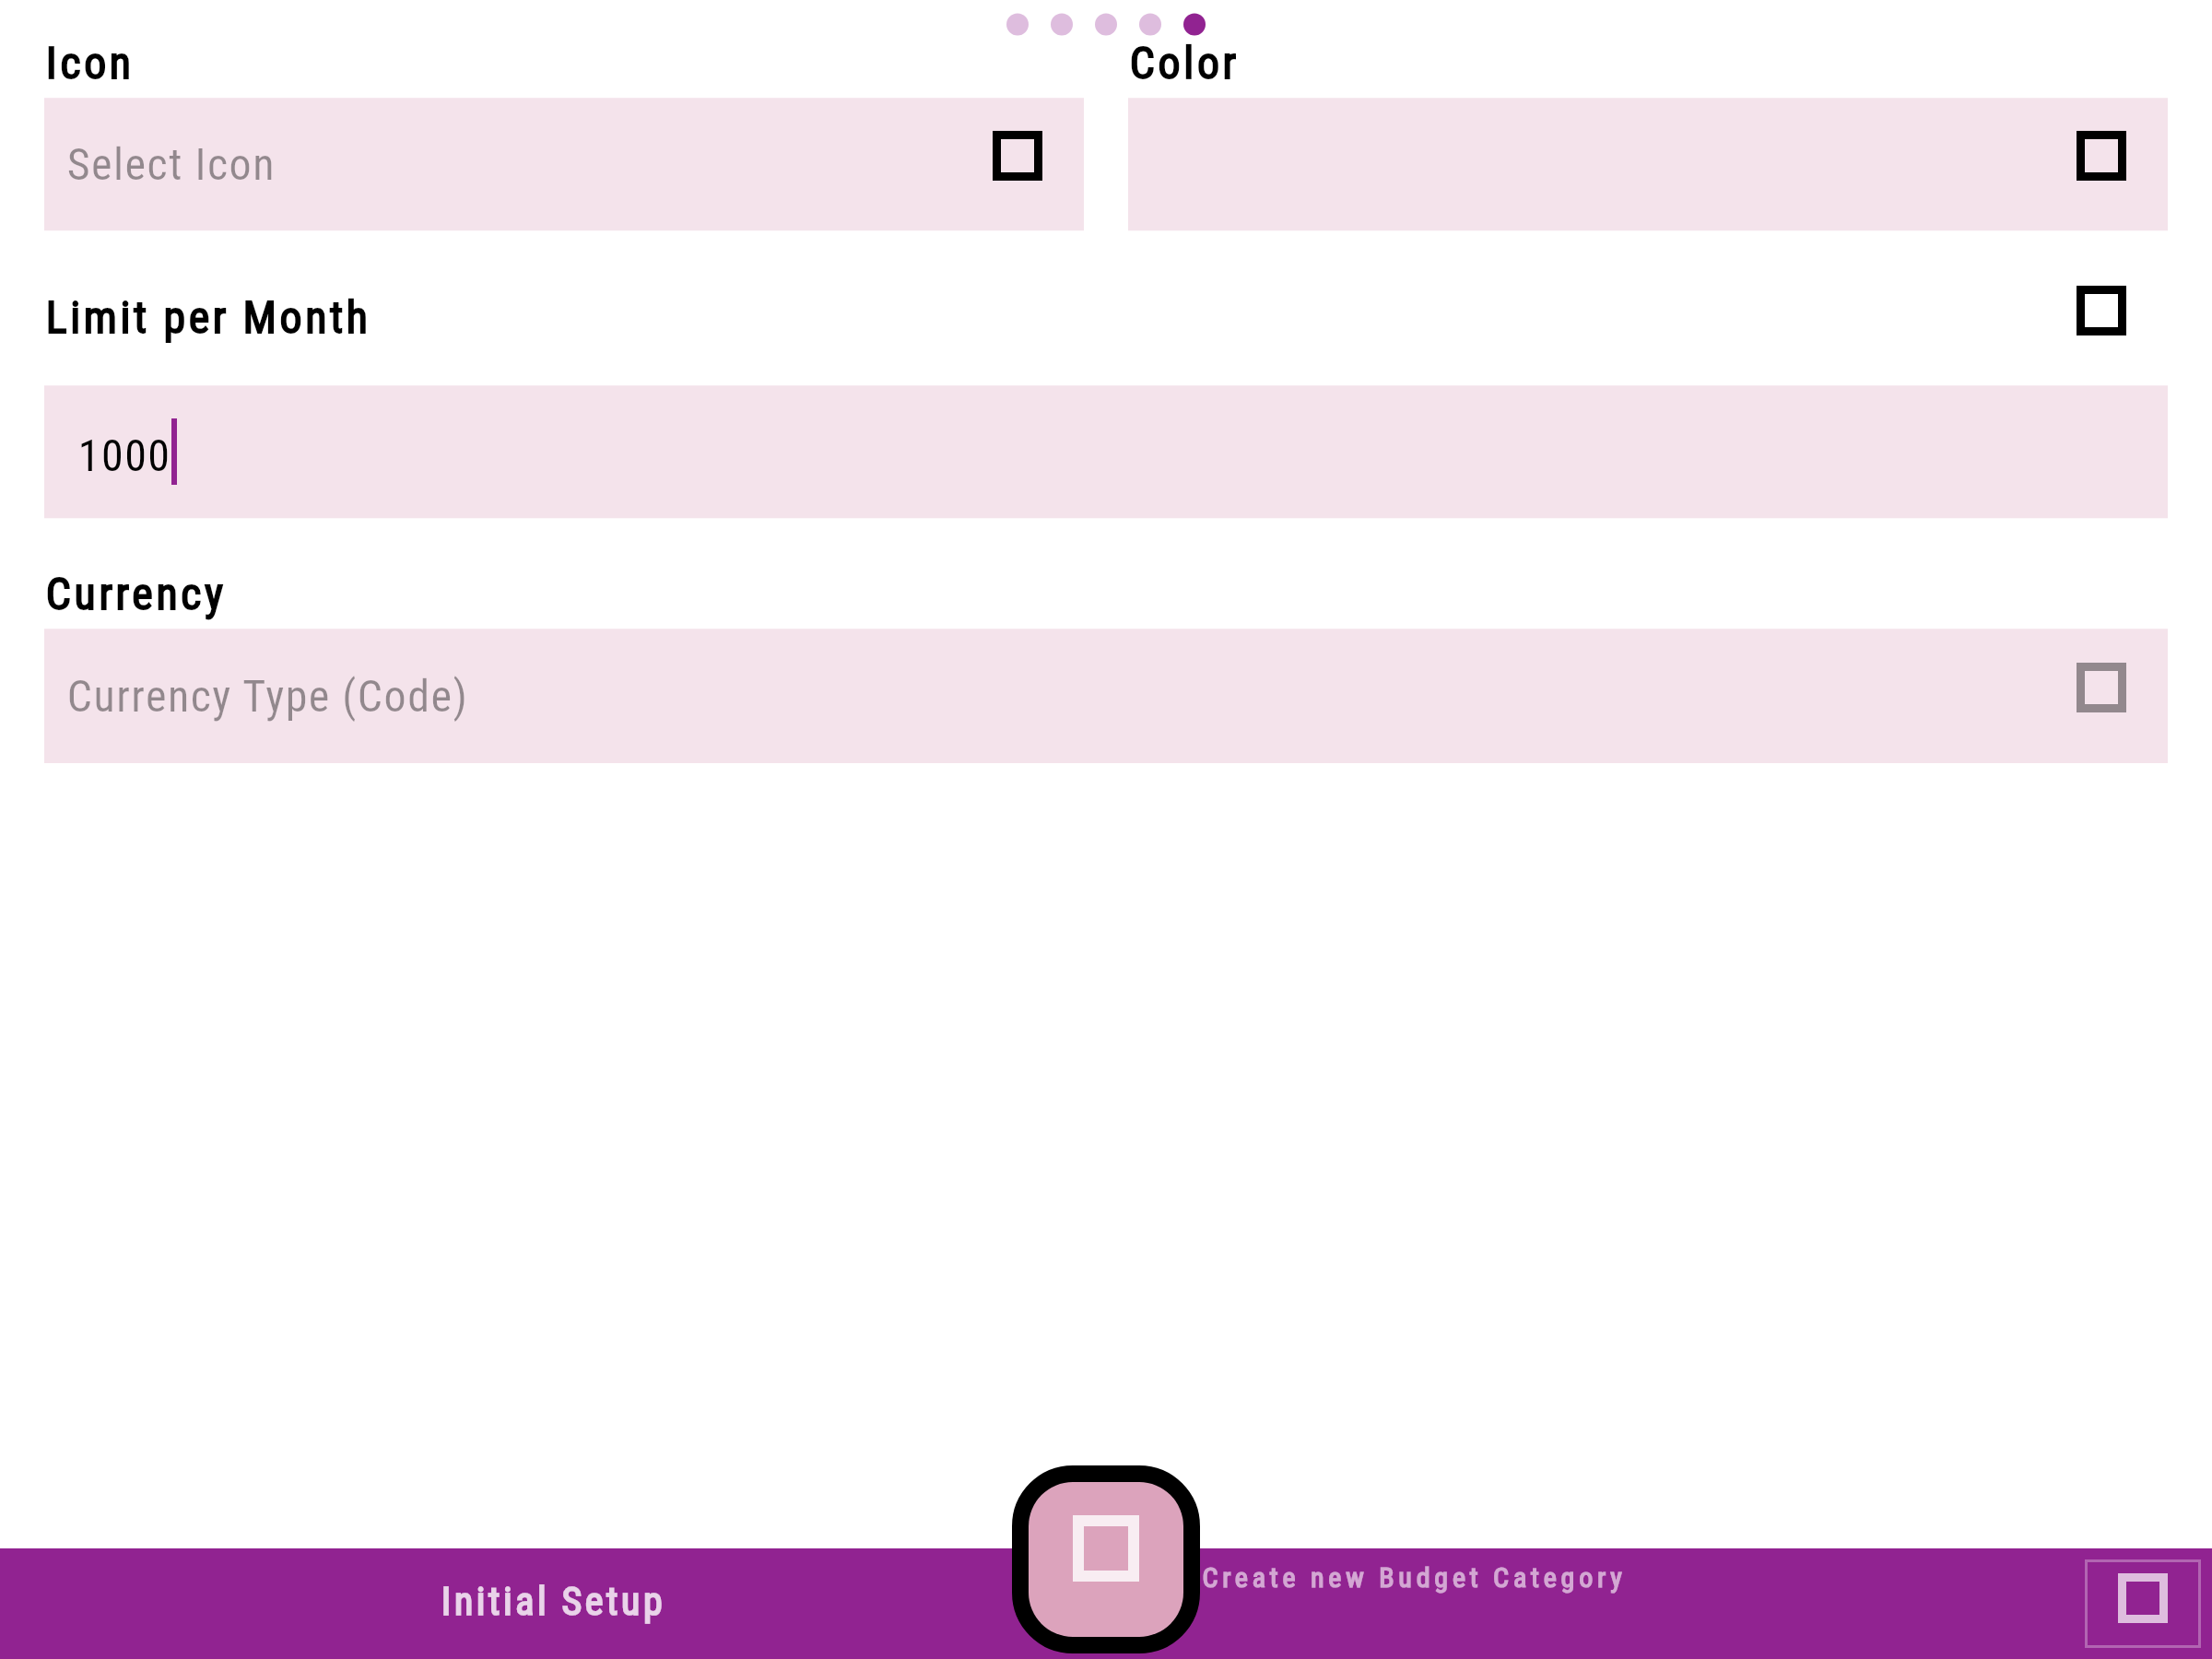 Icon
Color
Select Icon
Limit per Month
1000
Currency
Currency Type (Code)
Initial Setup
Create new Budget Category